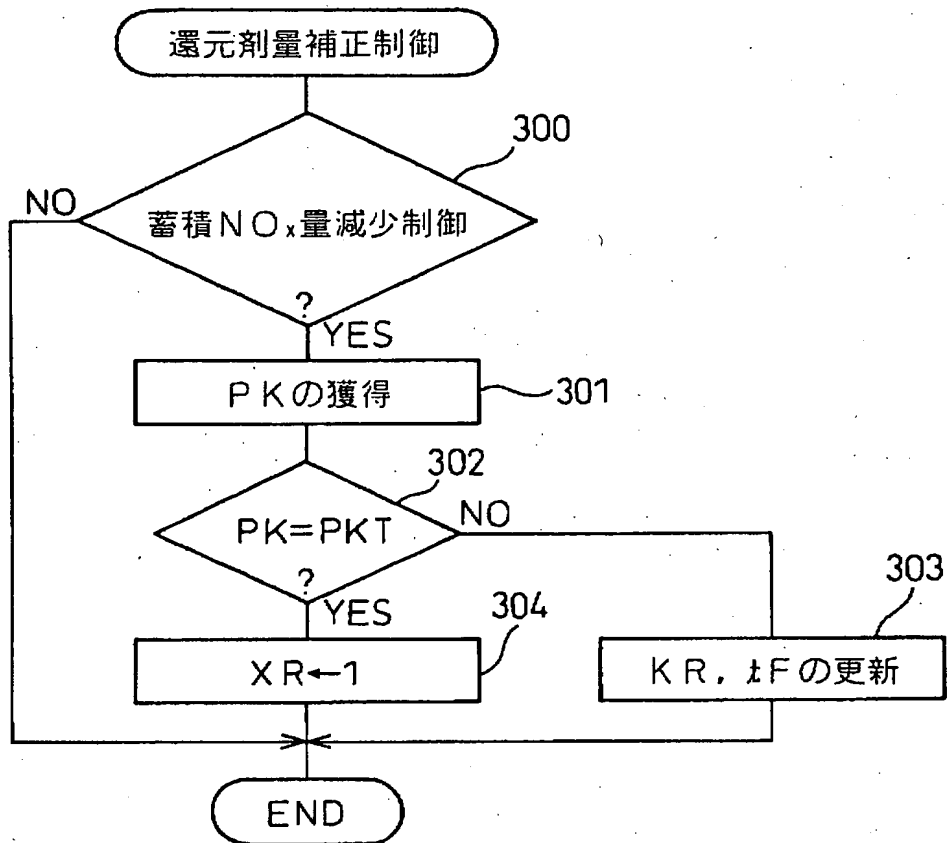 還元剤量補正制御
300
NO
蓄積NOx量減少制御
?
YES
PKの獲得
301
302
PK=PKT
NO
?
YES
303
304
XR←1
KR, tFの更新
END